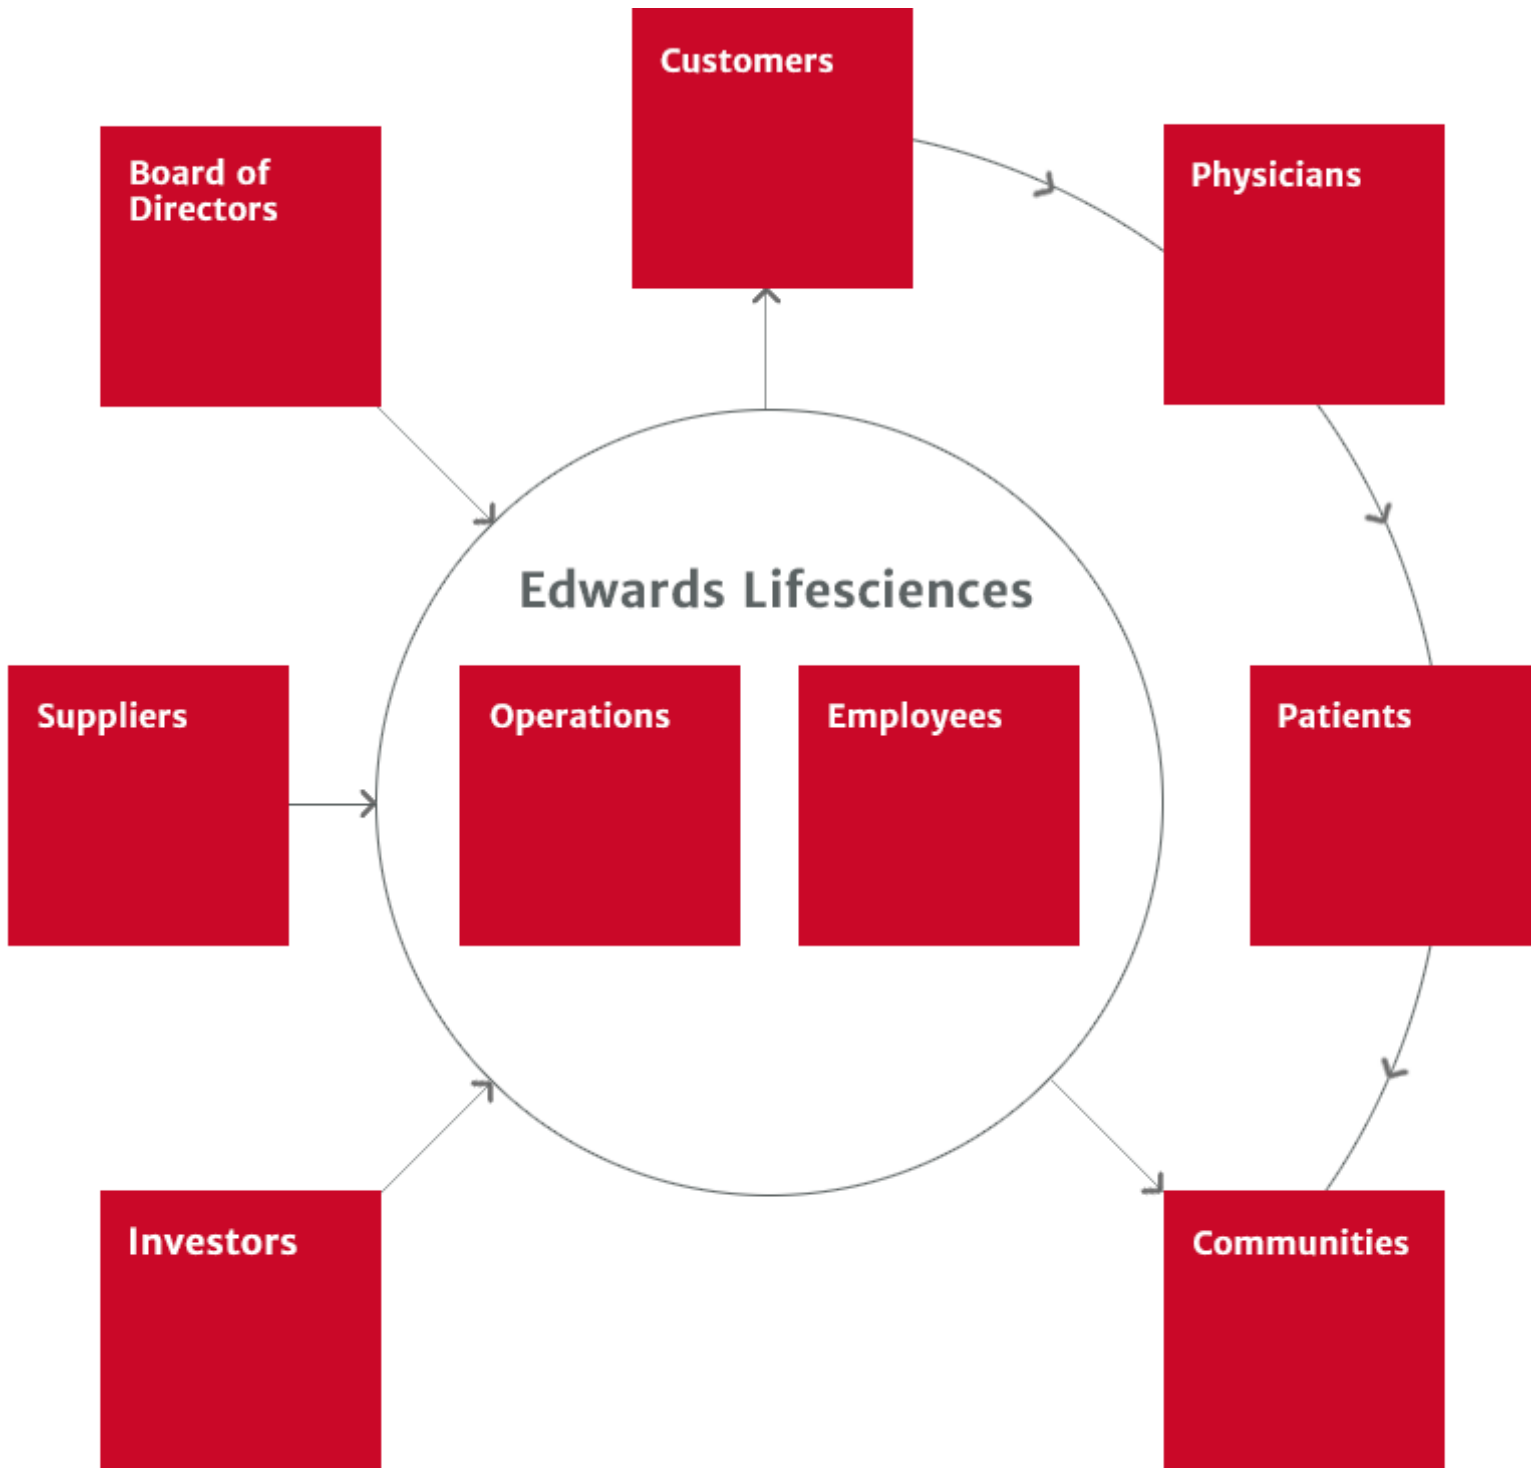 Customers
Board of
Directors
Physicians
Edwards Lifesciences
Suppliers
Operations
Employees
Patients
Investors
Communities